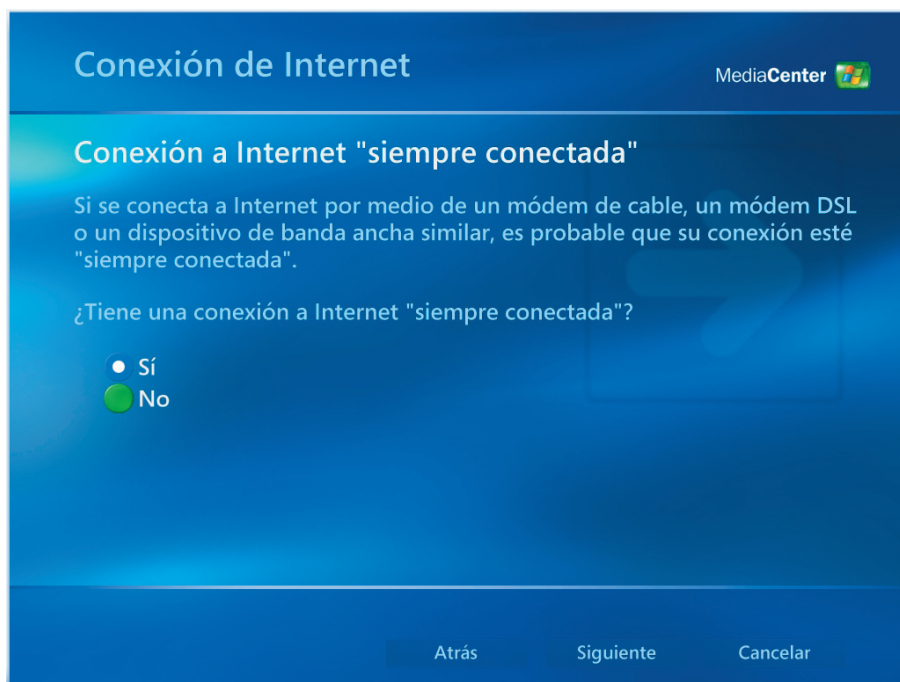 Conexión de Internet
MediaCenter
Conexión a Internet "siempre conectada"
Si se conecta a Internet por medio de un módem de cable, un módem DSL
o un dispositivo de banda ancha similar, es probable que su conexión esté
"siempre conectada".
¿Tiene una conexión a Internet "siempre conectada"?
Sí
No
Atrás Siguiente Cancelar